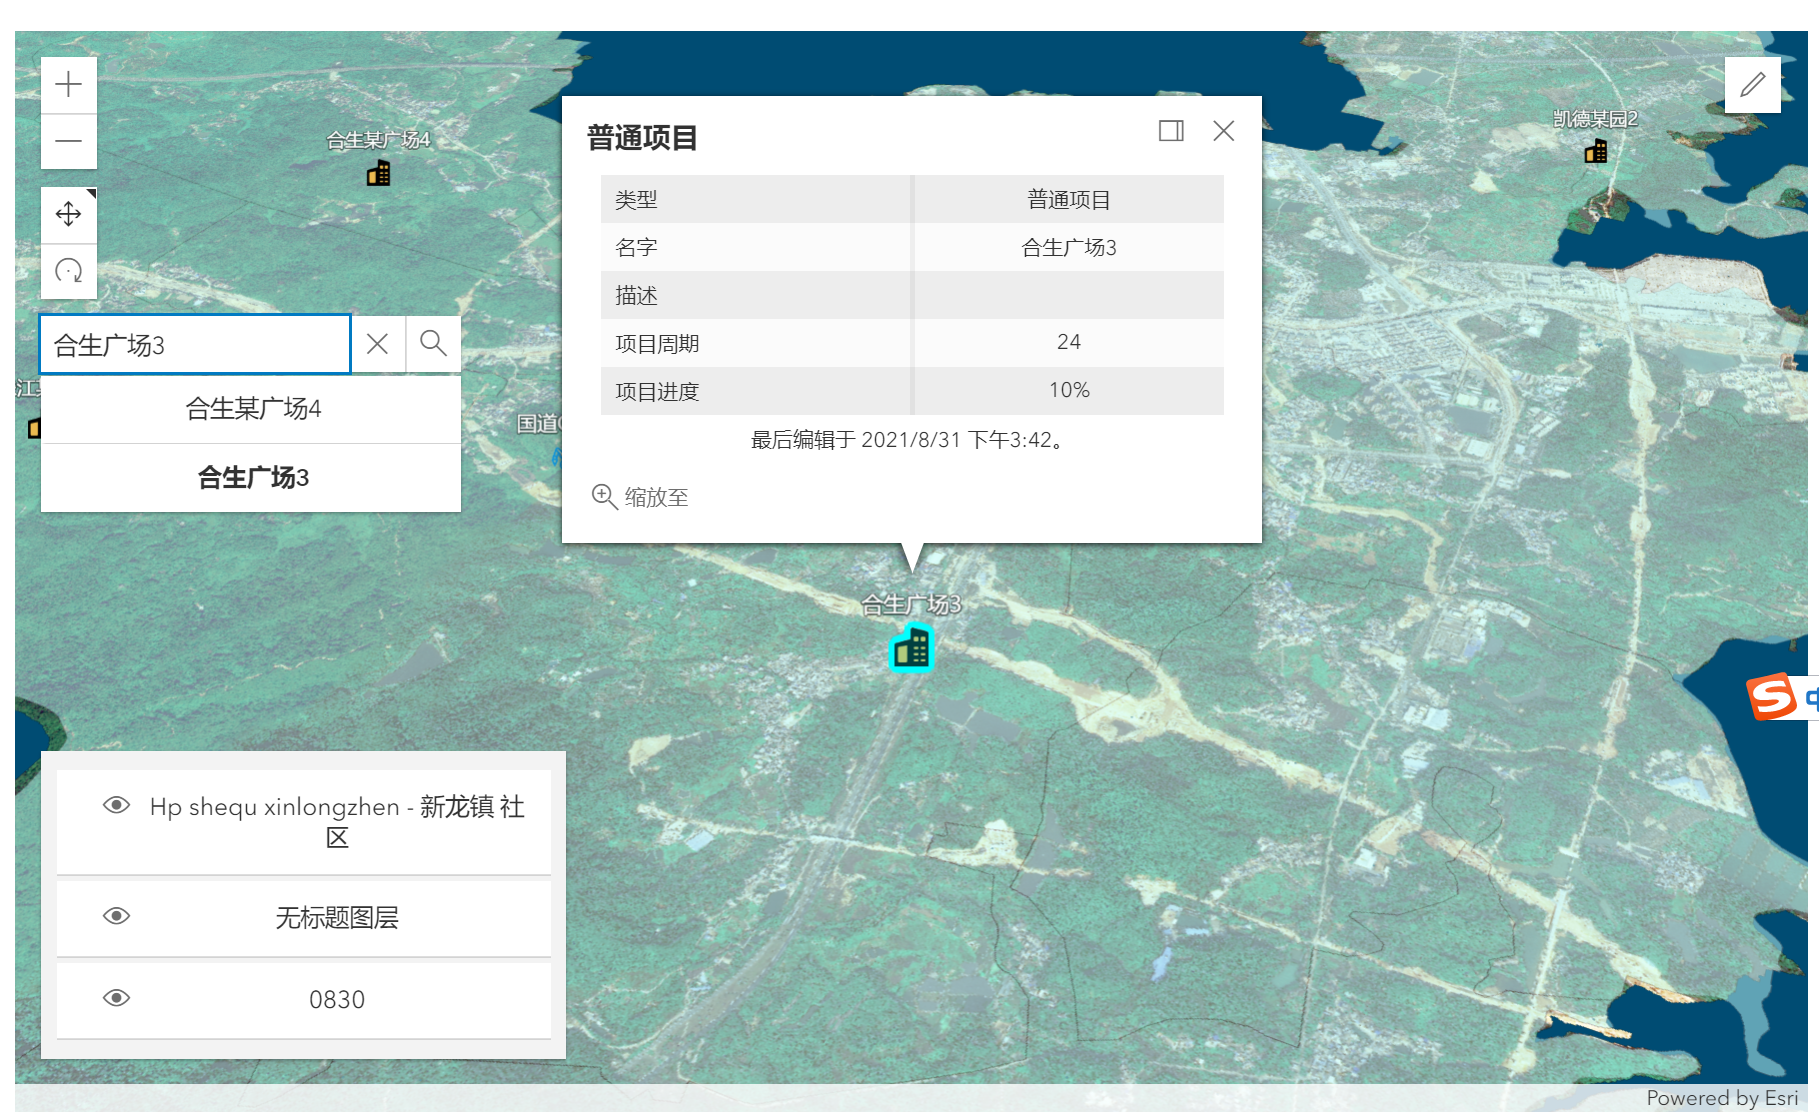 合生某广场4
凯德某园2
普通项目
类型 普通项目
名字 合生广场3
描述
项目周期 24
项目进度 10%
最后编辑于 2021/8/31 下午3:42。
缩放至
合生广场3
合生某广场4
合生广场3
江
国道
合生广场3
Hp shequ xinlongzhen - 新龙镇 社
区
无标题图层
0830
S 中
Powered by Esri